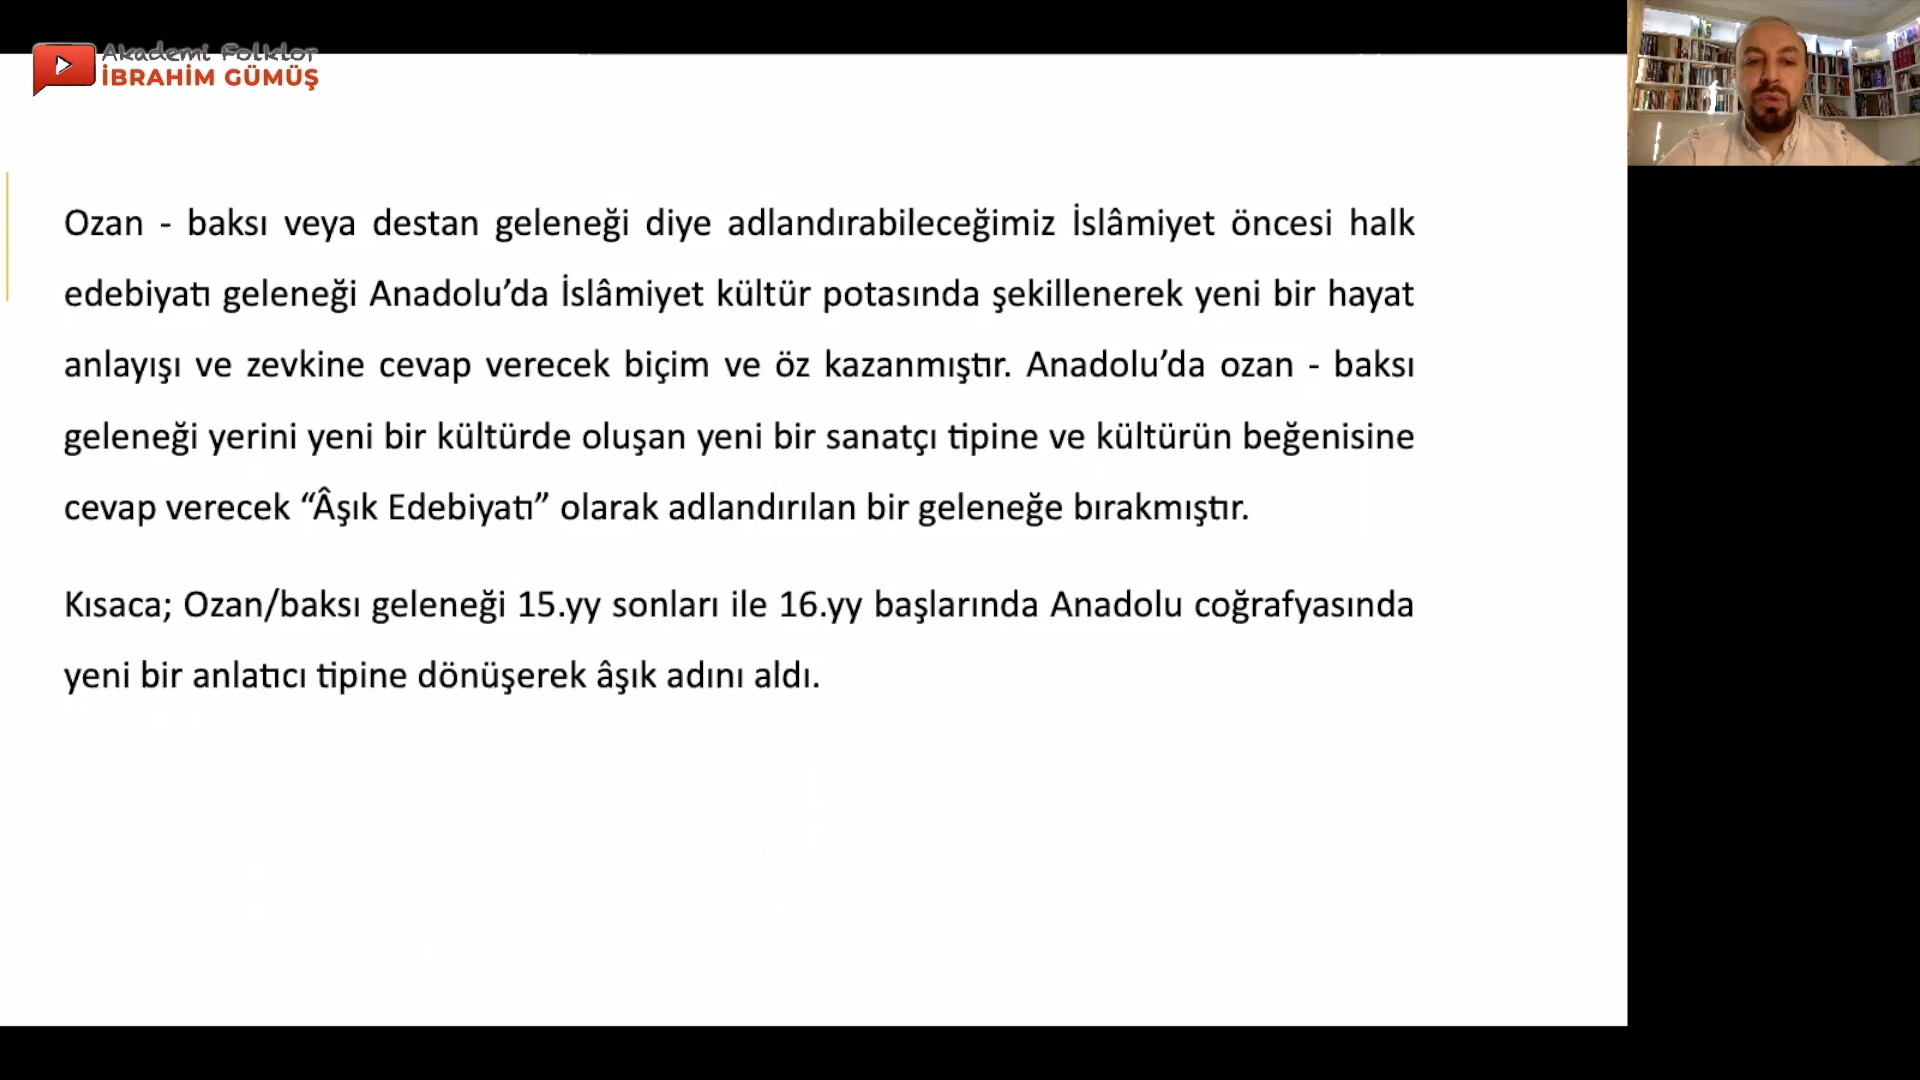 Akademi Folklor
İBRAHİM GÜMÜŞ
Ozan - baksı veya destan geleneği diye adlandırabileceğimiz İslâmiyet öncesi halk
edebiyatı geleneği Anadolu’da İslâmiyet kültür potasında şekillenerek yeni bir hayat
anlayışı ve zevkine cevap verecek biçim ve öz kazanmıştır. Anadolu’da ozan - baksı
geleneği yerini yeni bir kültürde oluşan yeni bir sanatçı tipine ve kültürün beğenisine
cevap verecek “Âşık Edebiyatı” olarak adlandırılan bir geleneğe bırakmıştır.
Kısaca; Ozan/baksı geleneği 15.yy sonları ile 16.yy başlarında Anadolu coğrafyasında
yeni bir anlatıcı tipine dönüşerek âşık adını aldı.